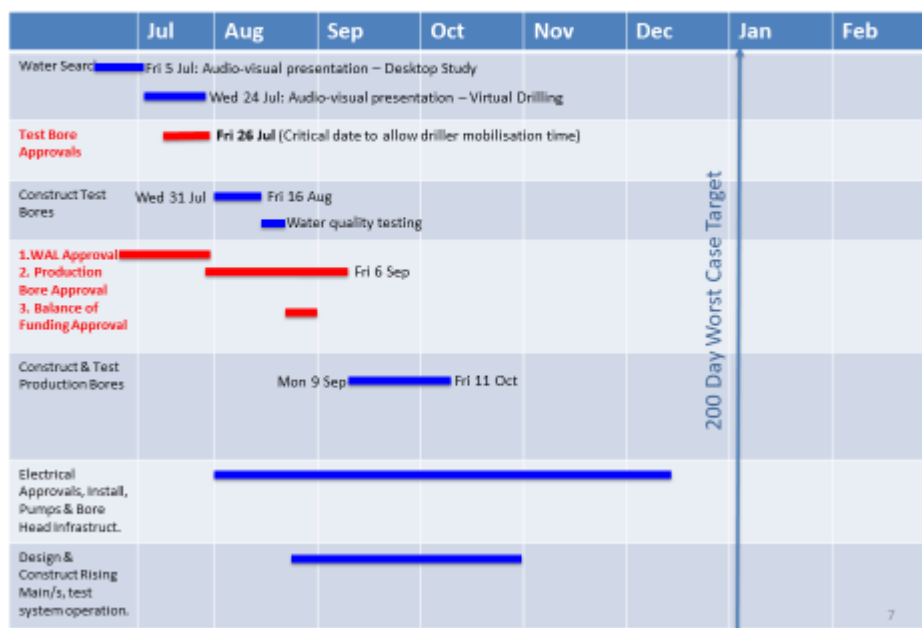 Jul Aug Sep Oct Nov Dec Jan Feb
Water Search
Fri 5 Jul: Audio-visual presentation – Desktop Study
Wed 24 Jul: Audio-visual presentation – Virtual Drilling
Test Bore
Approvals
Fri 26 Jul (Critical date to allow driller mobilisation time)
Construct Test
Bores
Wed 31 Jul
Fri 16 Aug
Water quality testing
1.WAL Approval
2. Production
Bore Approval
3. Balance of
Funding Approval
Fri 6 Sep
Construct & Test
Production Bores
Mon 9 Sep
Fri 11 Oct
Electrical
Approvals, Install,
Pumps & Bore
Head Infrastruct.
Design &
Construct Rising
Main/s, test
system operation.
200 Day Worst Case Target
7